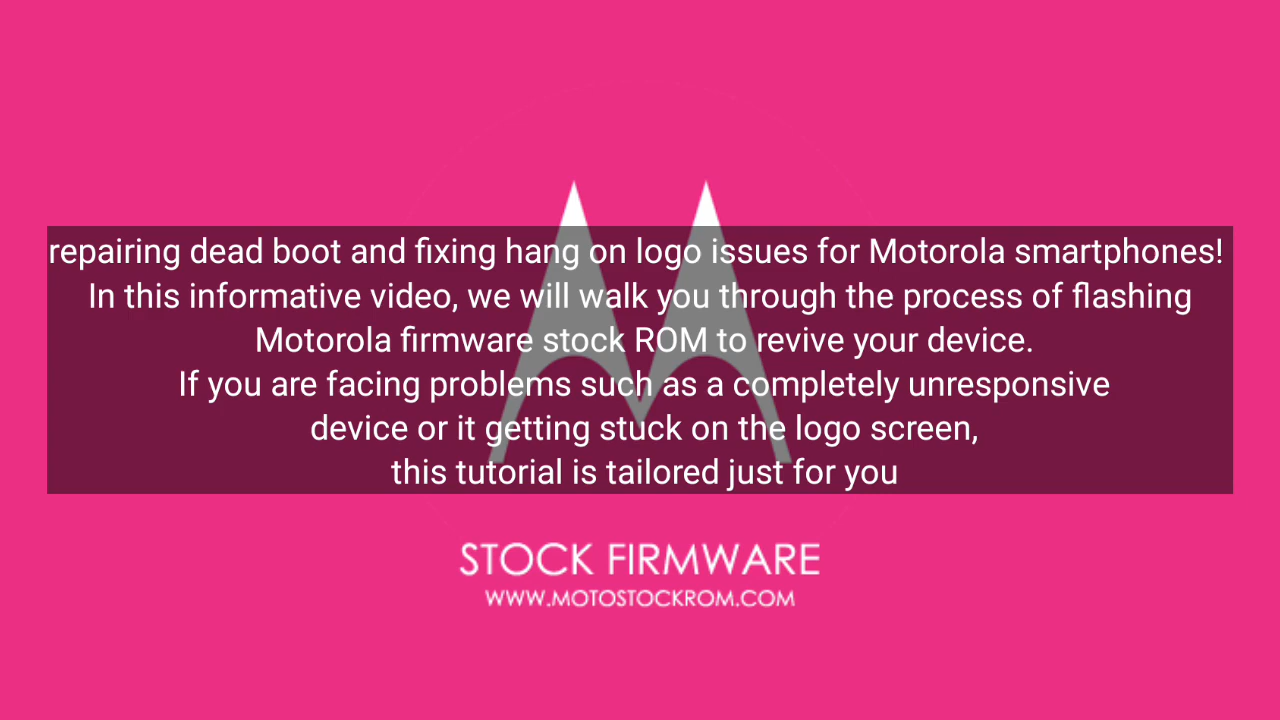 repairing dead boot and fixing hang on logo issues for Motorola smartphones!
In this informative video, we will walk you through the process of flashing
Motorola firmware stock ROM to revive your device.
If you are facing problems such as a completely unresponsive
device or it getting stuck on the logo screen,
this tutorial is tailored just for you
STOCK FIRMWARE
WWW.MOTOSTOCKROM.COM